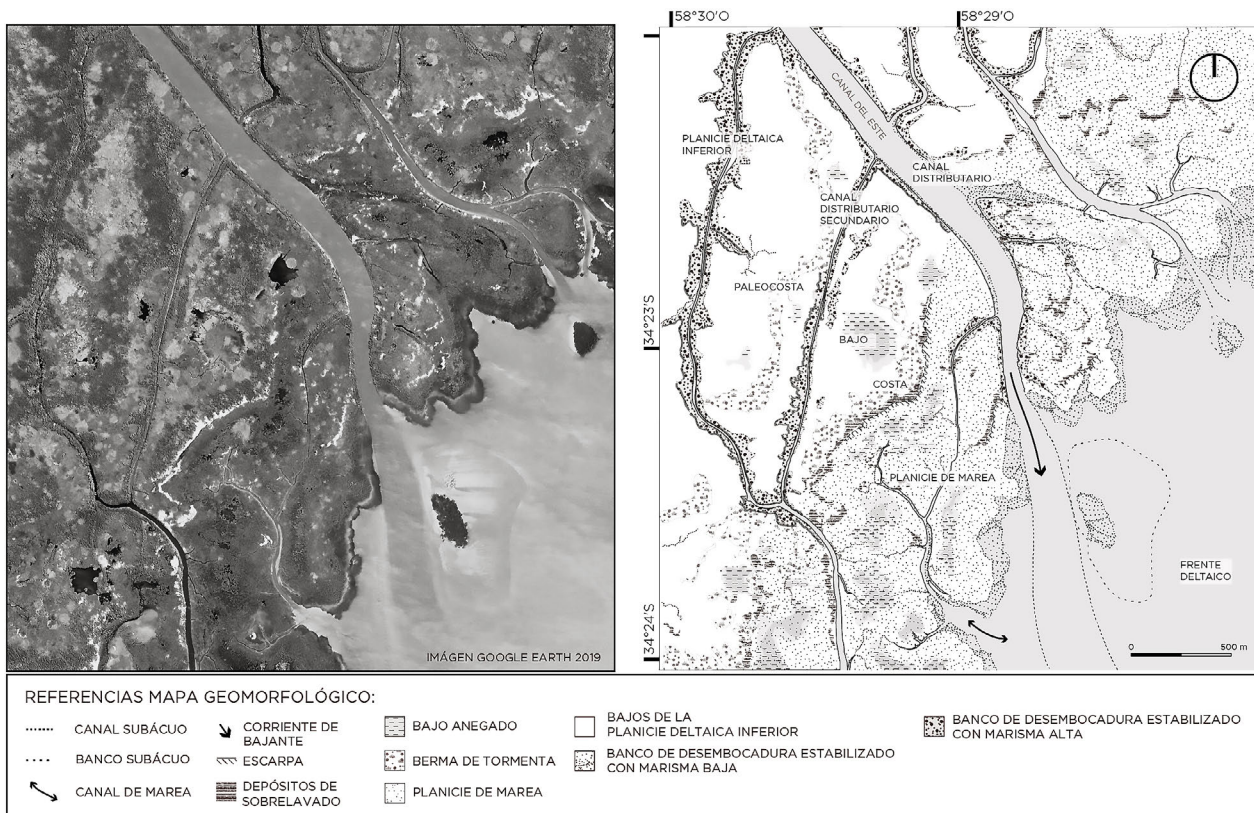 58°30'O
58°29'O
CANAL DEL ESTE
PLANICIE DELTAICA
INFERIOR
CANAL
DISTRIBUTARIO
CANAL
DISTRIBUTARIO
SECUNDARIO
PALEOCOSTA
34°23'S
BAJO
COSTA
PLANICIE DE MAREA
FRENTE
DELTAICO
34°24'S
500 m
0
IMÁGEN GOOGLE EARTH 2019
REFERENCIAS MAPA GEOMORFOLÓGICO:
CANAL SUBÁCUO
BANCO SUBÁCUO
CANAL DE MAREA
CORRIENTE DE
BAJANTE
ESCARPA
DEPÓSITOS DE
SOBRELAVADO
BAJO ANEGADO
BERMA DE TORMENTA
PLANICIE DE MAREA
BAJOS DE LA
PLANICIE DELTAICA INFERIOR
BANCO DE DESEMBOCADURA ESTABILIZADO
CON MARISMA BAJA
BANCO DE DESEMBOCADURA ESTABILIZADO
CON MARISMA ALTA